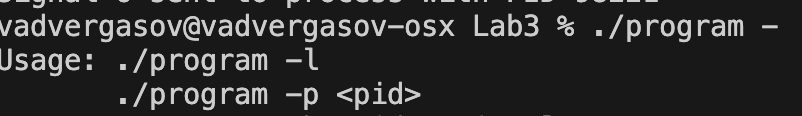 vadvergasov@vadvergasov-osx Lab3 % ./program -
Usage: ./program -l
./program -p <pid>